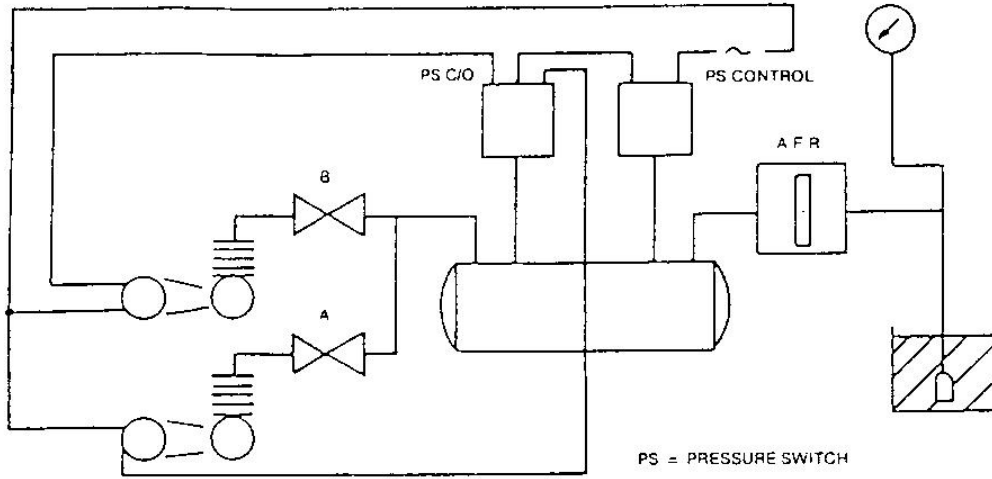 PS C/O
PS CONTROL
A F R
B
A
PS = PRESSURE SWITCH